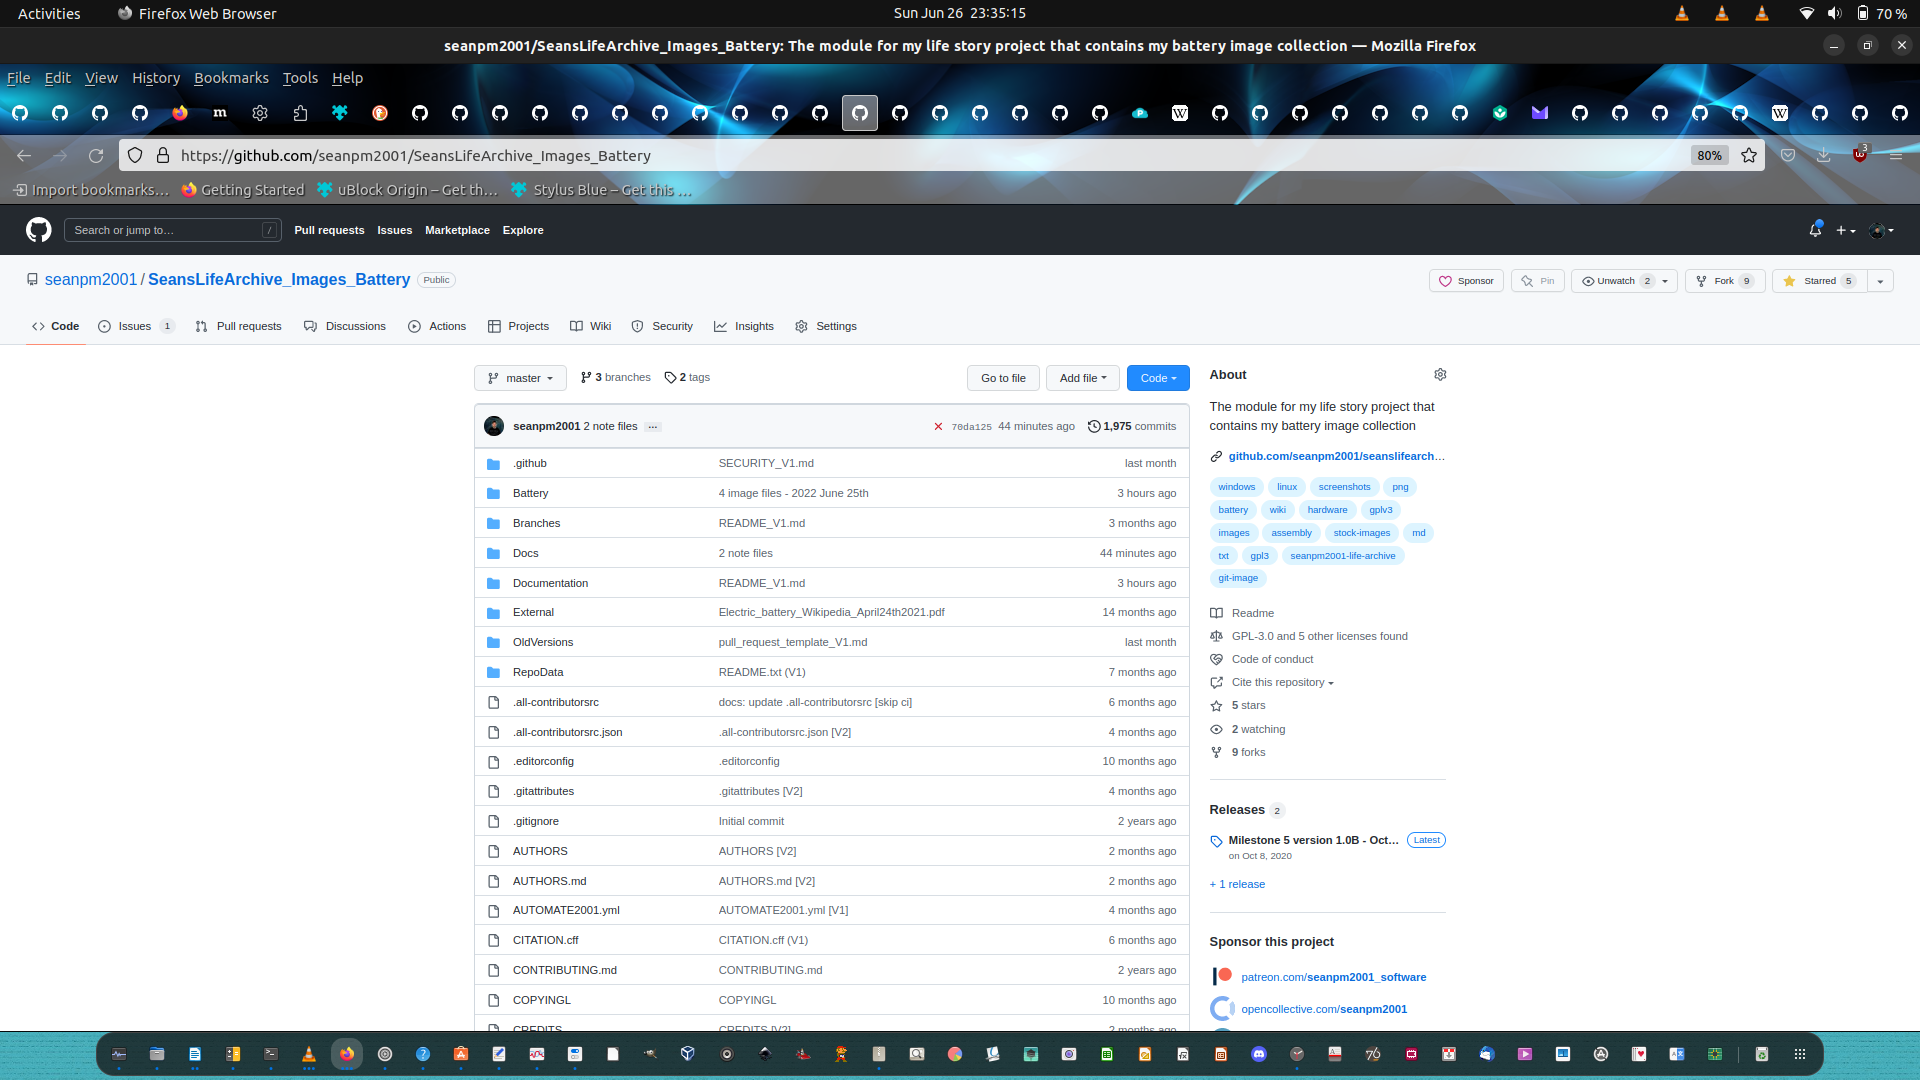 Activities Firefox Web Browser Sun Jun 26 23:35:15 70 %
seanpm2001/SeansLifeArchive_Images_Battery: The module for my life story project that contains my battery image collection — Mozilla Firefox
File Edit View History Bookmarks Tools Help
https://github.com/seanpm2001/SeansLifeArchive_Images_Battery 80% 3
Import bookmarks… Getting Started uBlock Origin – Get th… Stylus Blue – Get this …
Search or jump to… / Pull requests Issues Marketplace Explore
seanpm2001 / SeansLifeArchive_Images_Battery Public Sponsor Pin Unwatch 2 Fork 9 Starred 5
Code Issues 1 Pull requests Discussions Actions Projects Wiki Security Insights Settings
master 3 branches 2 tags Go to file Add file Code
seanpm2001 2 note files ... 70da125 44 minutes ago 1,975 commits
.github SECURITY_V1.md last month
Battery 4 image files - 2022 June 25th 3 hours ago
Branches README_V1.md 3 months ago
Docs 2 note files 44 minutes ago
Documentation README_V1.md 3 hours ago
External Electric_battery_Wikipedia_April24th2021.pdf 14 months ago
OldVersions pull_request_template_V1.md last month
RepoData README.txt (V1) 7 months ago
.all-contributorsrc docs: update .all-contributorsrc [skip ci] 6 months ago
.all-contributorsrc.json .all-contributorsrc.json [V2] 4 months ago
.editorconfig .editorconfig 10 months ago
.gitattributes .gitattributes [V2] 4 months ago
.gitignore Initial commit 2 years ago
AUTHORS AUTHORS [V2] 2 months ago
AUTHORS.md AUTHORS.md [V2] 2 months ago
AUTOMATE2001.yml AUTOMATE2001.yml [V1] 4 months ago
CITATION.cff CITATION.cff (V1) 6 months ago
CONTRIBUTING.md CONTRIBUTING.md 2 years ago
COPYINGL COPYINGL 10 months ago
CREDITS CREDITS [V2] 2 months ago
About
The module for my life story project that
contains my battery image collection
github.com/seanpm2001/seanslifearch…
windows linux screenshots png
battery wiki hardware gplv3
images assembly stock-images md
txt gpl3 seanpm2001-life-archive
git-image
Readme
GPL-3.0 and 5 other licenses found
Code of conduct
Cite this repository
5 stars
2 watching
9 forks
Releases 2
Milestone 5 version 1.0B - Oct... Latest
on Oct 8, 2020
+ 1 release
Sponsor this project
patreon.com/seanpm2001_software
opencollective.com/seanpm2001